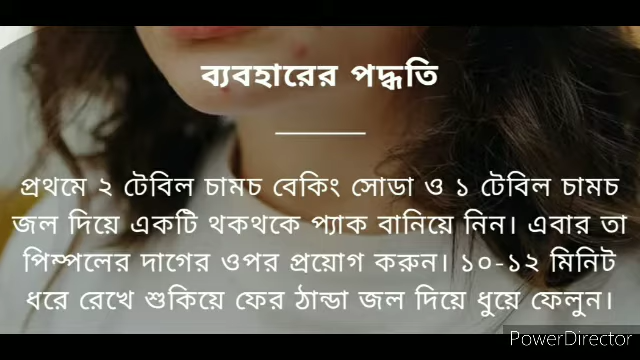 ব্যবহারের পদ্ধতি
প্রথমে ২ টেবিল চামচ বেকিং সোডা ও ১ টেবিল চামচ
জল দিয়ে একটি থকথকে প্যাক বানিয়ে নিন। এবার তা
পিম্পলের দাগের ওপর প্রয়োগ করুন। ১০-১২ মিনিট
ধরে রেখে শুকিয়ে ফের ঠান্ডা জল দিয়ে ধুয়ে ফেলুন।
PowerDirector